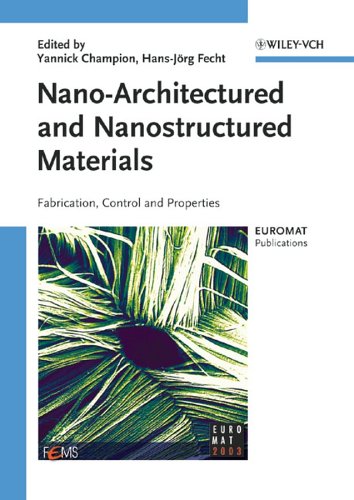 Edited by
Yannick Champion, Hans-Jörg Fecht
WILEY-VCH
Nano-Architectured
and Nanostructured
Materials
Fabrication, Control and Properties
EUROMAT
Publications
FEMS
EURO
MAT
2003